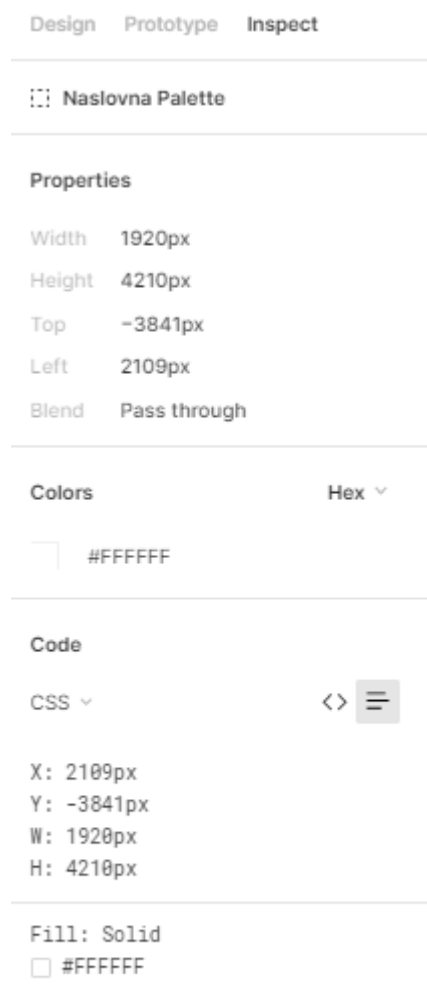 Design Prototype Inspect
Naslovna Palette
Properties
Width 1920px
Height 4210px
Top −3841px
Left 2109px
Blend Pass through
Colors Hex
#FFFFFF
Code
CSS <>
X: 2109px
Y: -3841px
W: 1920px
H: 4210px
Fill: Solid
#FFFFFF